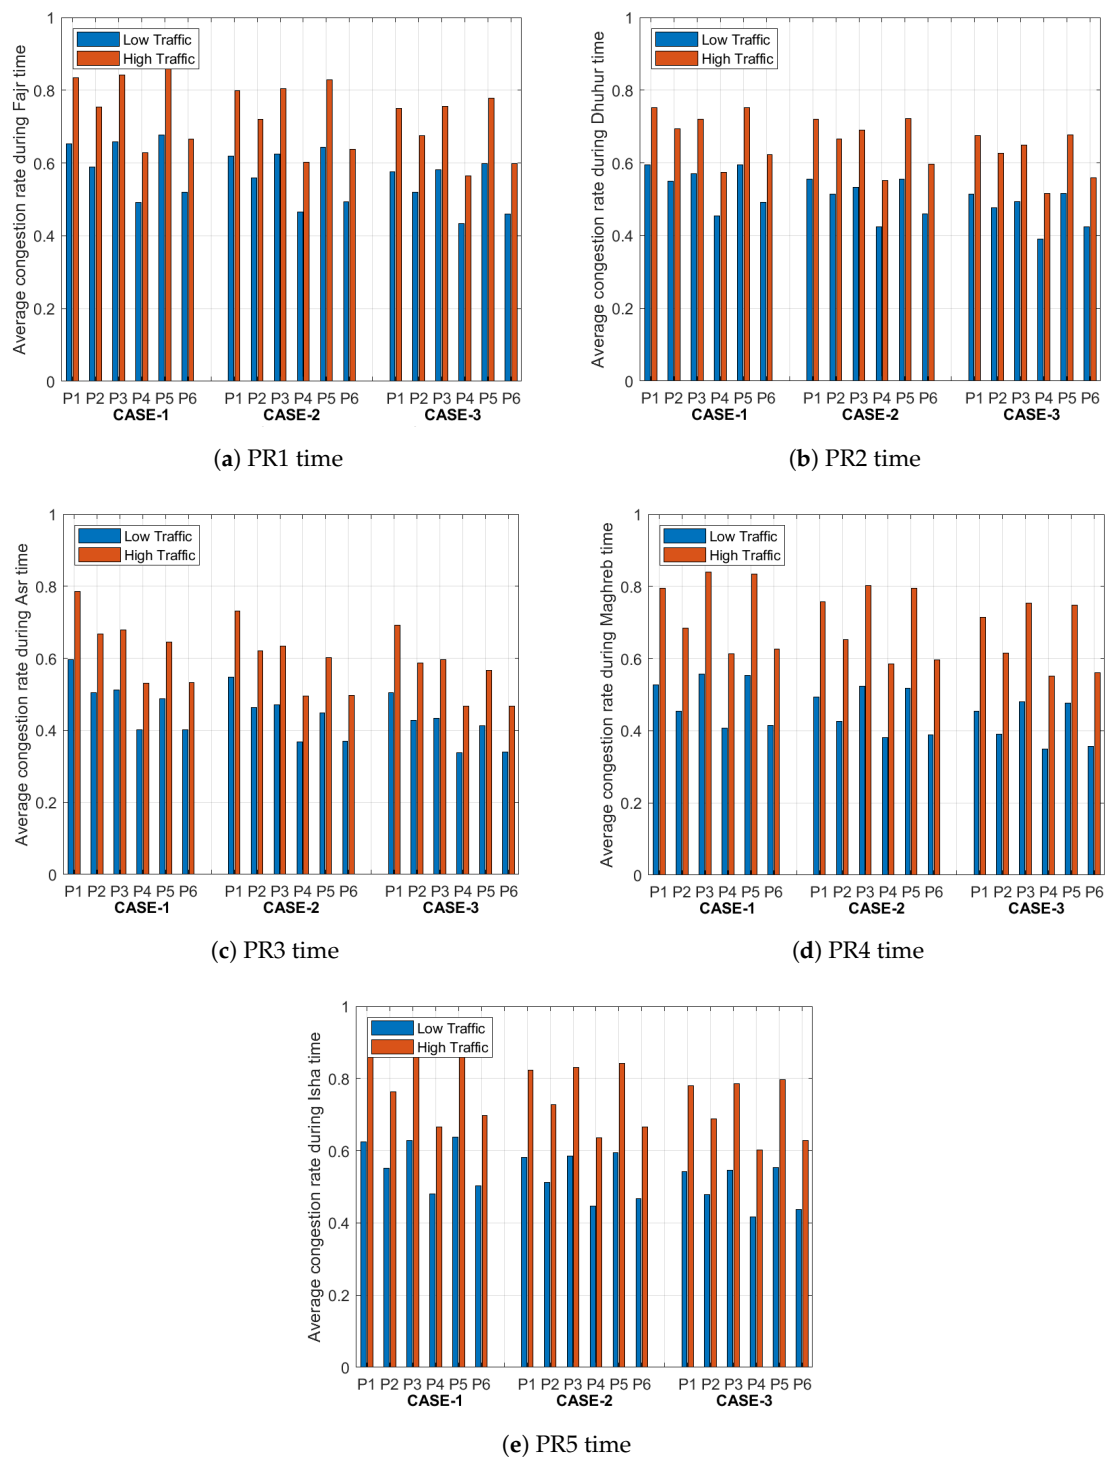 Average congestion rate during Fajr time
1
0.8
0.6
0.4
0.2
0
Low Traffic
High Traffic
P1 P2 P3 P4 P5 P6 P1 P2 P3 P4 P5 P6 P1 P2 P3 P4 P5 P6
CASE-1 CASE-2 CASE-3
(a) PR1 time
Average congestion rate during Dhuhur time
1
0.8
0.6
0.4
0.2
0
Low Traffic
High Traffic
P1 P2 P3 P4 P5 P6 P1 P2 P3 P4 P5 P6 P1 P2 P3 P4 P5 P6
CASE-1 CASE-2 CASE-3
(b) PR2 time
Average congestion rate during Asr time
1
0.8
0.6
0.4
0.2
0
Low Traffic
High Traffic
P1 P2 P3 P4 P5 P6 P1 P2 P3 P4 P5 P6 P1 P2 P3 P4 P5 P6
CASE-1 CASE-2 CASE-3
(c) PR3 time
Average congestion rate during Maghreb time
1
0.8
0.6
0.4
0.2
0
Low Traffic
High Traffic
P1 P2 P3 P4 P5 P6 P1 P2 P3 P4 P5 P6 P1 P2 P3 P4 P5 P6
CASE-1 CASE-2 CASE-3
(d) PR4 time
Average congestion rate during Isha time
1
0.8
0.6
0.4
0.2
0
Low Traffic
High Traffic
P1 P2 P3 P4 P5 P6 P1 P2 P3 P4 P5 P6 P1 P2 P3 P4 P5 P6
CASE-1 CASE-2 CASE-3
(e) PR5 time